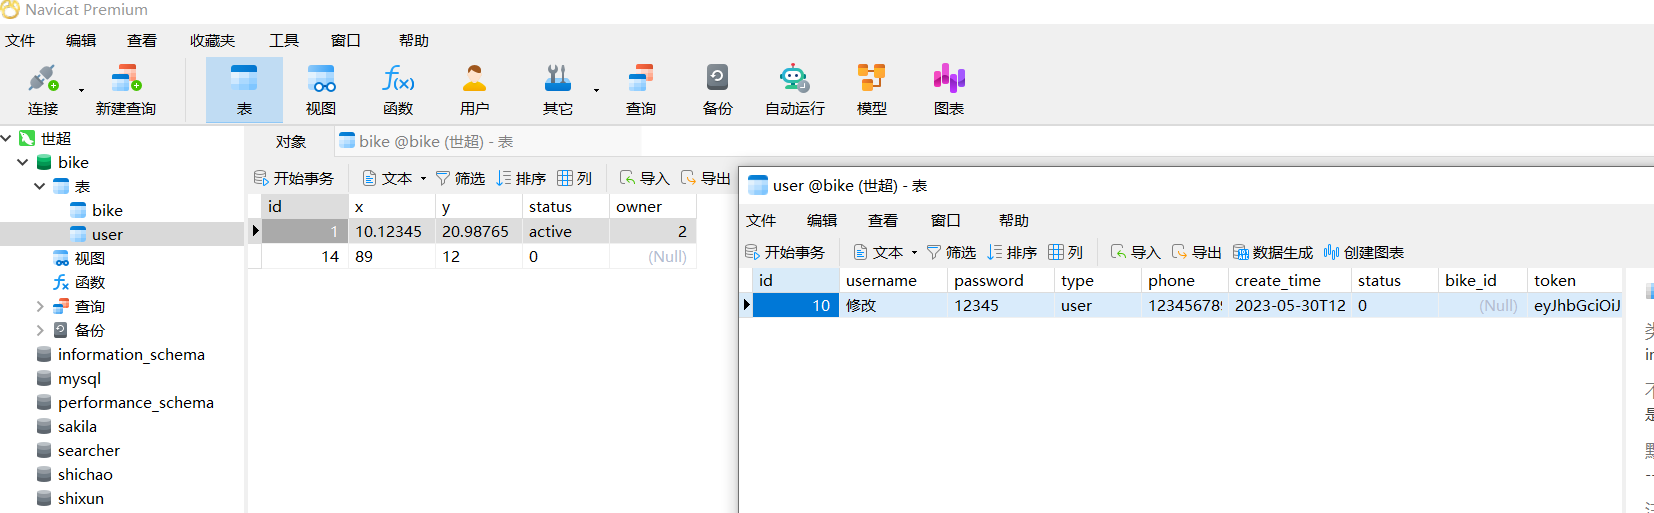 Navicat Premium
文件 编辑 查看 收藏夹 工具 窗口 帮助
连接 新建查询 表 视图 函数 用户 其它 查询 备份 自动运行 模型 图表
世超
bike
表
bike
user
视图
函数
查询
备份
information_schema
mysql
performance_schema
sakila
searcher
shichao
shixun
对象 bike @bike (世超) - 表
开始事务 文本 筛选 排序 列 导入 导出
id x y status owner
1 10.12345 20.98765 active 2
14 89 12 0 (Null)
user @bike (世超) - 表
文件 编辑 查看 窗口 帮助
开始事务 文本 筛选 排序 列 导入 导出 数据生成 创建图表
id username password type phone create_time status bike_id token
10 修改 12345 user 12345678 2023-05-30T12 0 (Null) eyJhbGciOiJ